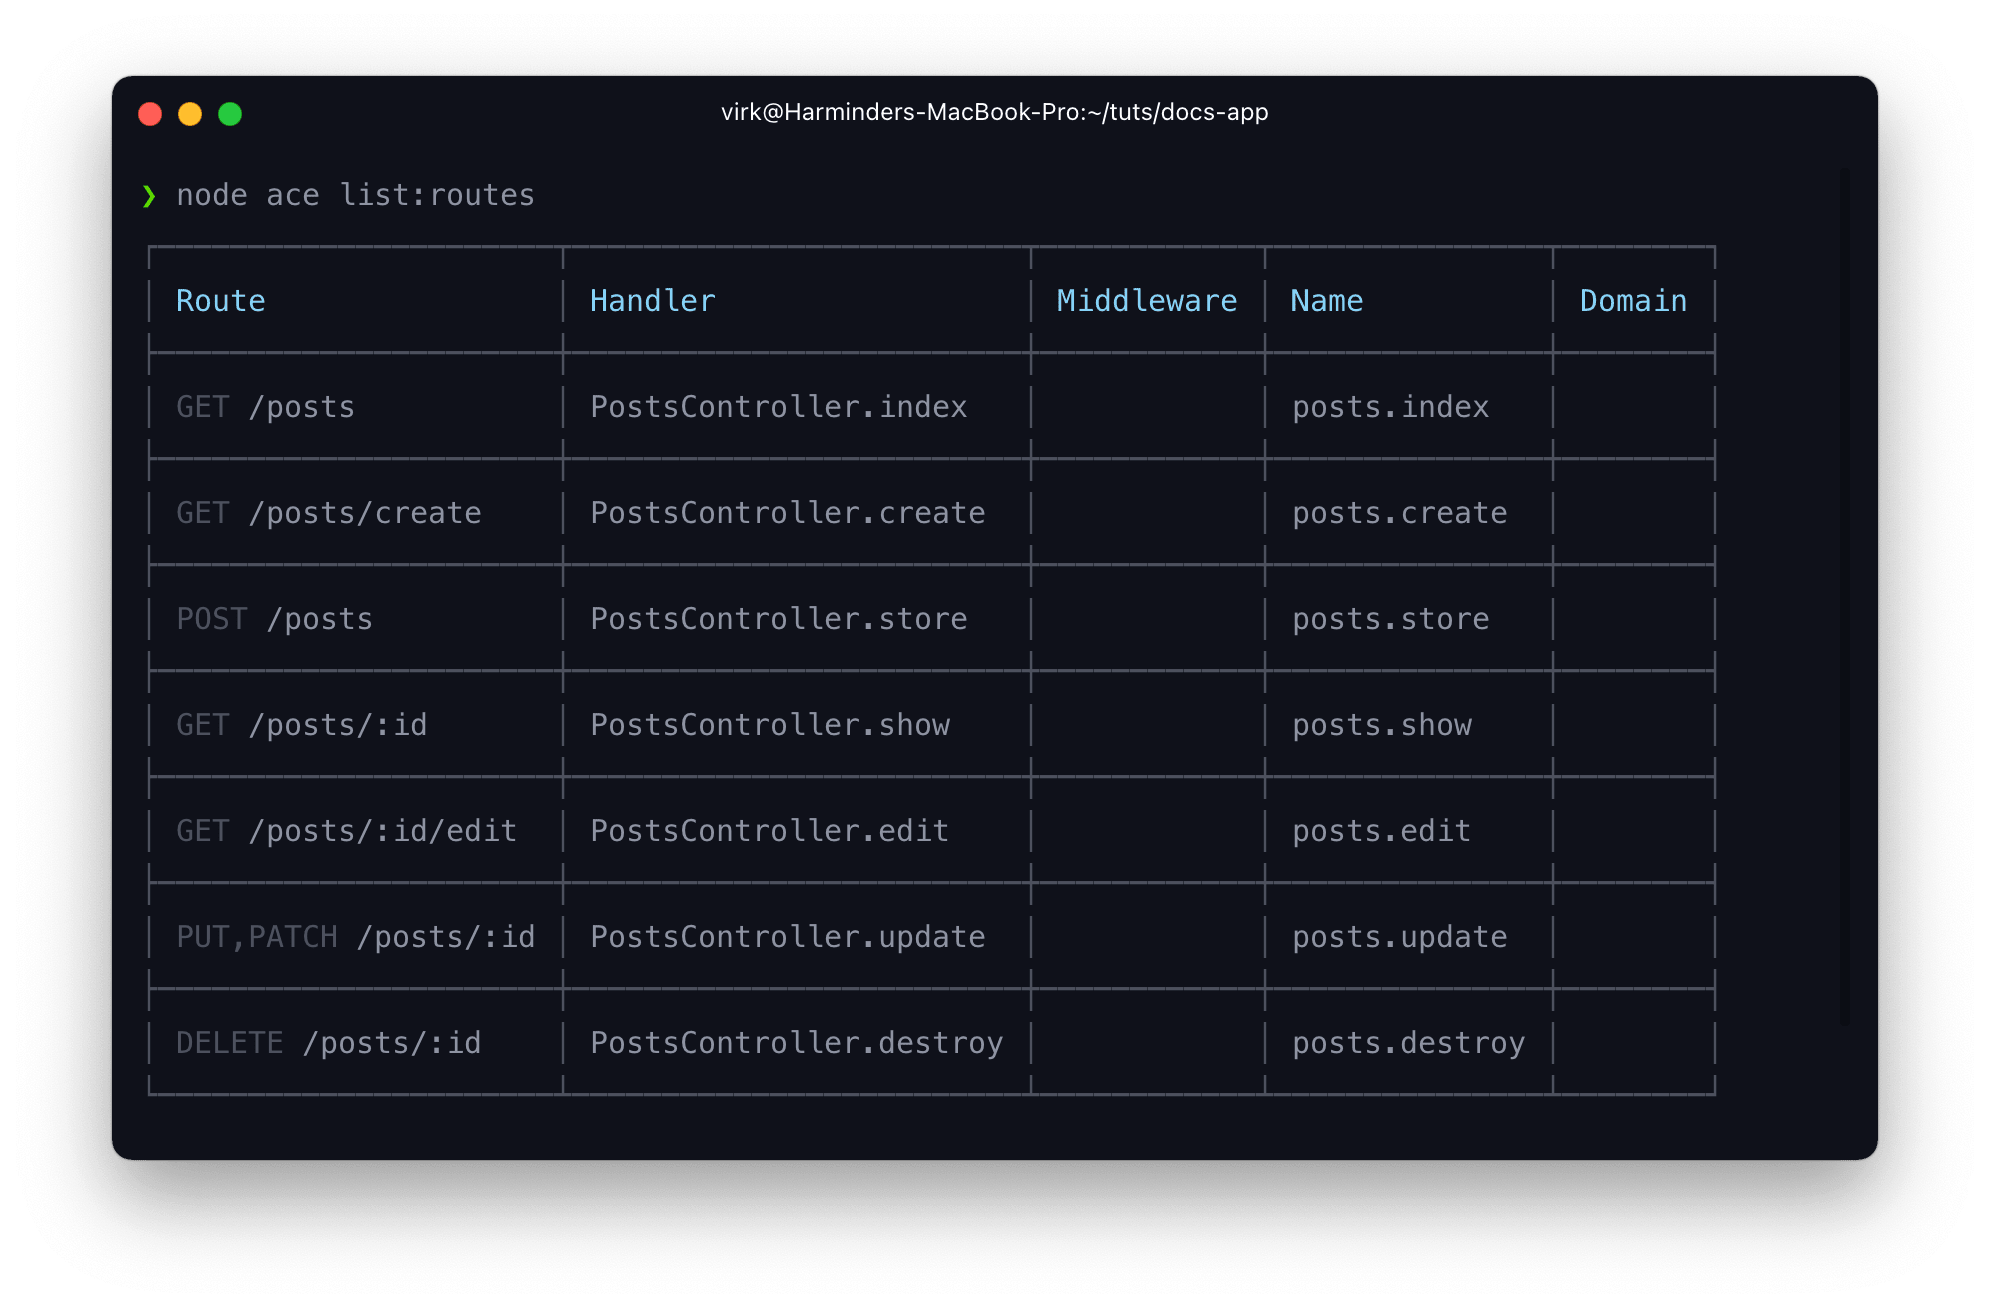 virk@Harminders-MacBook-Pro:~/tuts/docs-app
❯ node ace list:routes
Route Handler Middleware Name Domain
GET /posts PostsController.index posts.index
GET /posts/create PostsController.create posts.create
POST /posts PostsController.store posts.store
GET /posts/:id PostsController.show posts.show
GET /posts/:id/edit PostsController.edit posts.edit
PUT,PATCH /posts/:id PostsController.update posts.update
DELETE /posts/:id PostsController.destroy posts.destroy